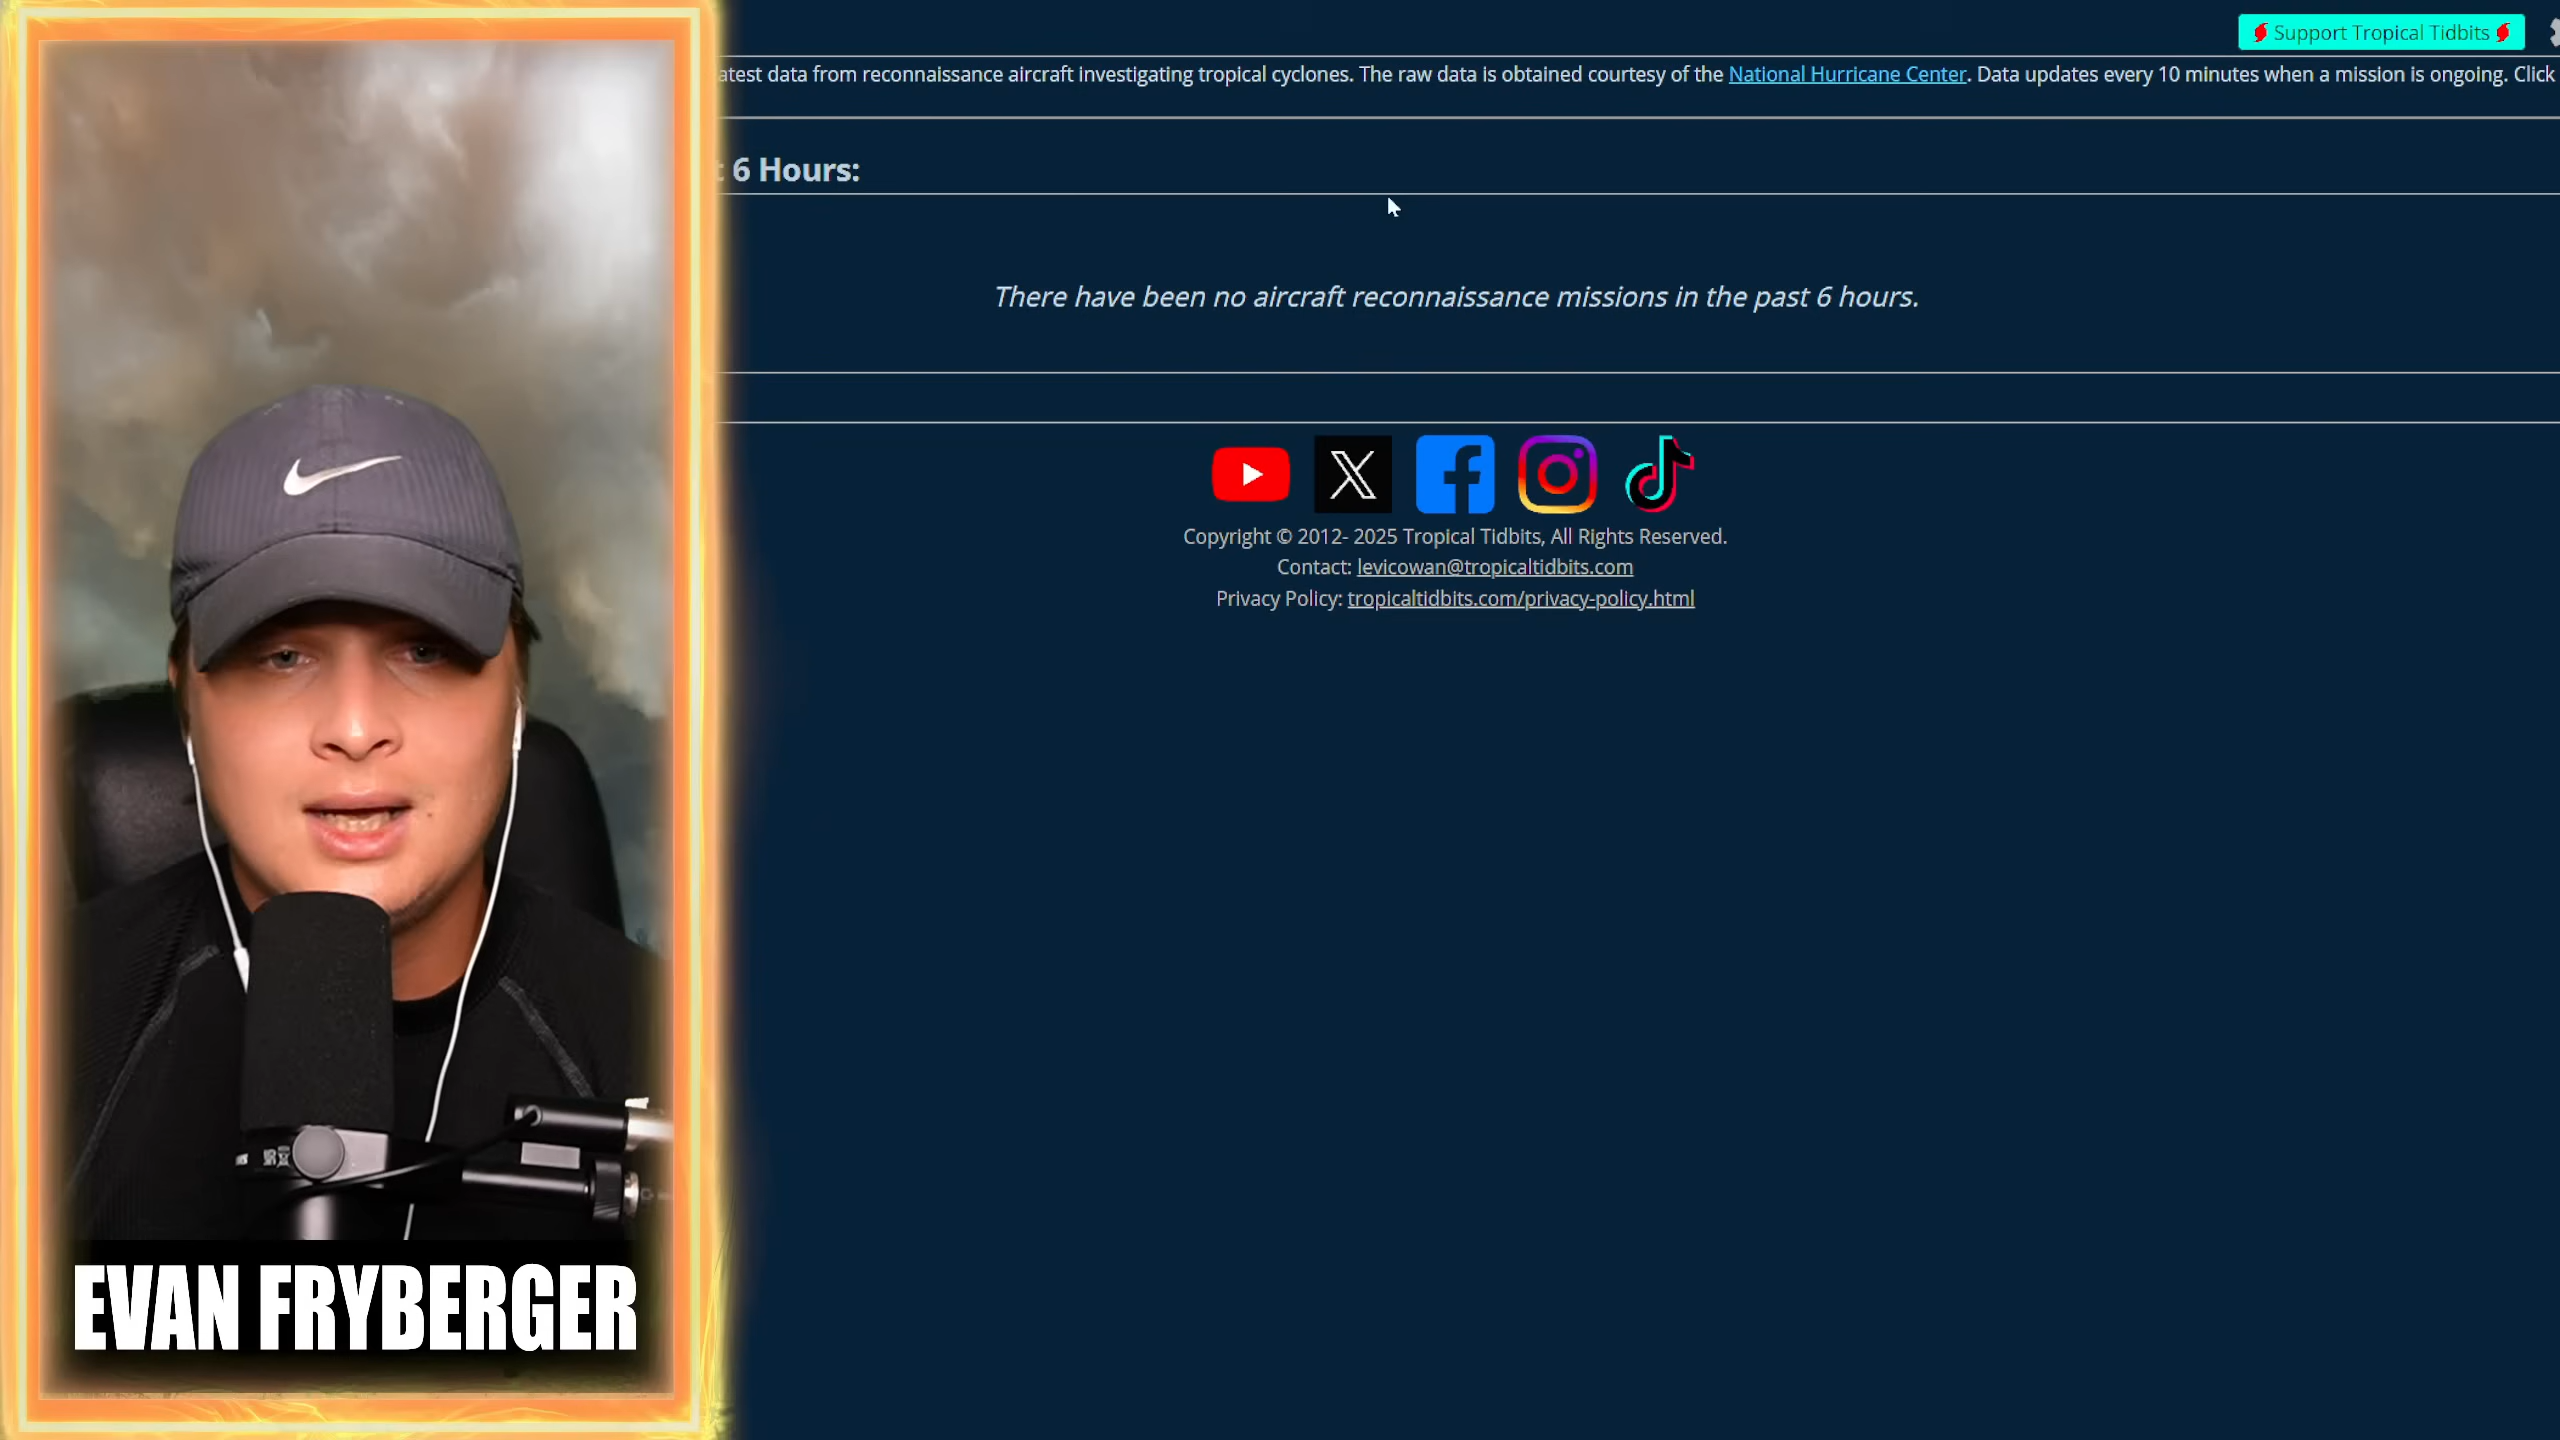 Support Tropical Tidbits
atest data from reconnaissance aircraft investigating tropical cyclones. The raw data is obtained courtesy of the National Hurricane Center. Data updates every 10 minutes when a mission is ongoing. Click
6 Hours:
There have been no aircraft reconnaissance missions in the past 6 hours.
Copyright © 2012- 2025 Tropical Tidbits, All Rights Reserved.
Contact: levicowan@tropicaltidbits.com
Privacy Policy: tropicaltidbits.com/privacy-policy.html
EVAN FRYBERGER